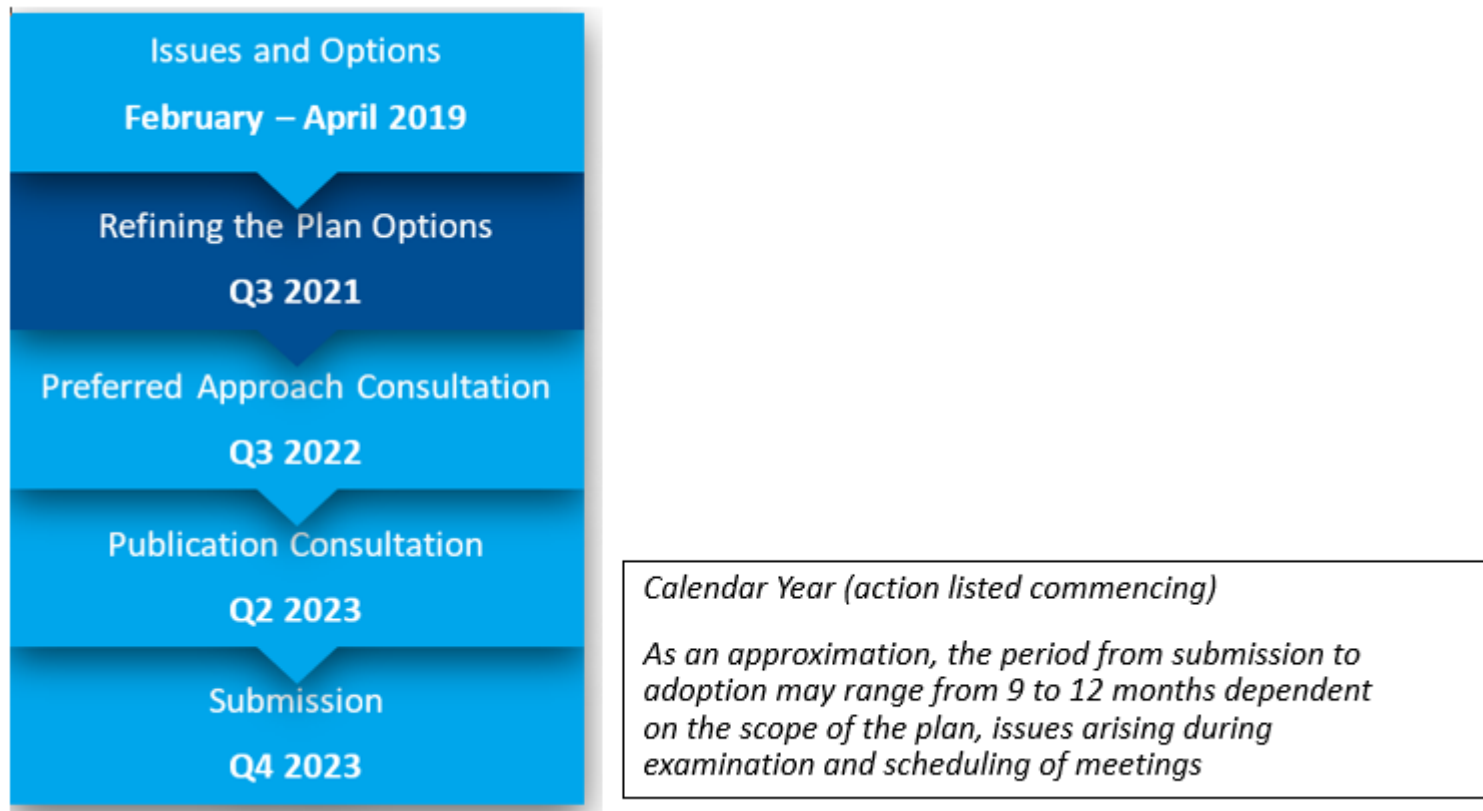 Issues and Options
February – April 2019
Refining the Plan Options
Q3 2021
Preferred Approach Consultation
Q3 2022
Publication Consultation
Q2 2023
Submission
Q4 2023
Calendar Year (action listed commencing)
As an approximation, the period from submission to
adoption may range from 9 to 12 months dependent
on the scope of the plan, issues arising during
examination and scheduling of meetings